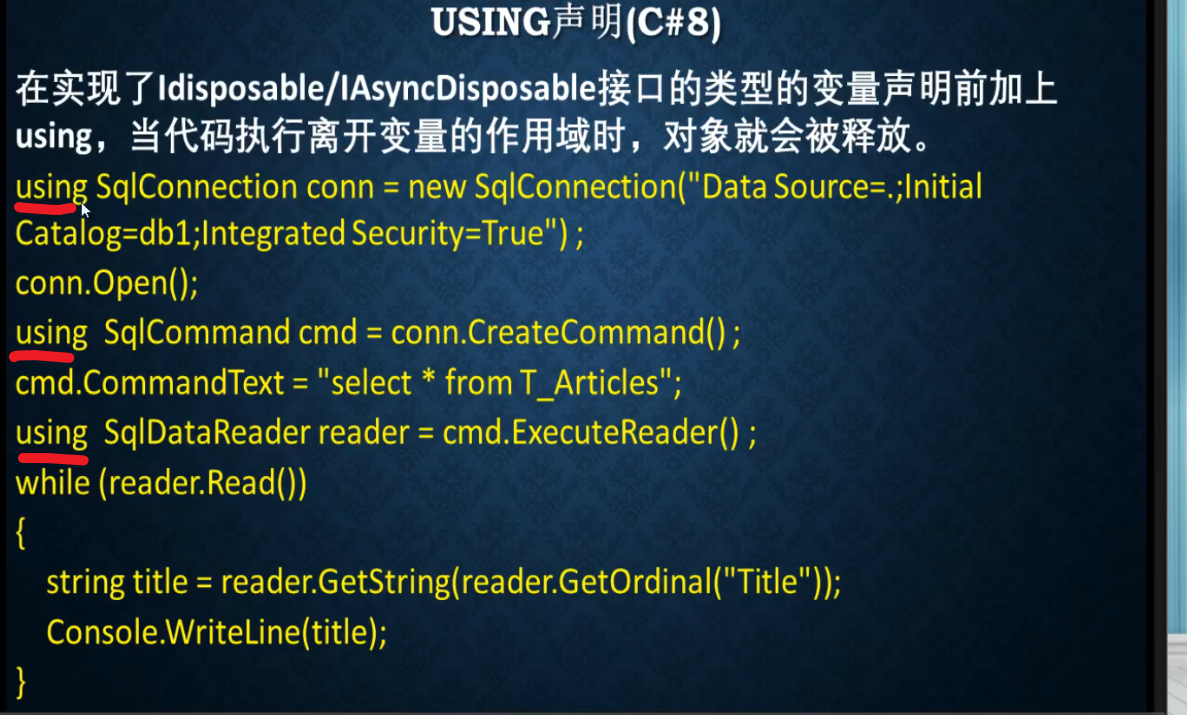 USING声明(C#8)
在实现了Idisposable/IAsyncDisposable接口的类型的变量声明前加上
using，当代码执行离开变量的作用域时，对象就会被释放。
using SqlConnection conn = new SqlConnection("Data Source=.;Initial
Catalog=db1;Integrated Security=True") ;
conn.Open();
using  SqlCommand cmd = conn.CreateCommand() ;
cmd.CommandText = "select * from T_Articles";
using  SqlDataReader reader = cmd.ExecuteReader() ;
while (reader.Read())
{
    string title = reader.GetString(reader.GetOrdinal("Title"));
    Console.WriteLine(title);
}